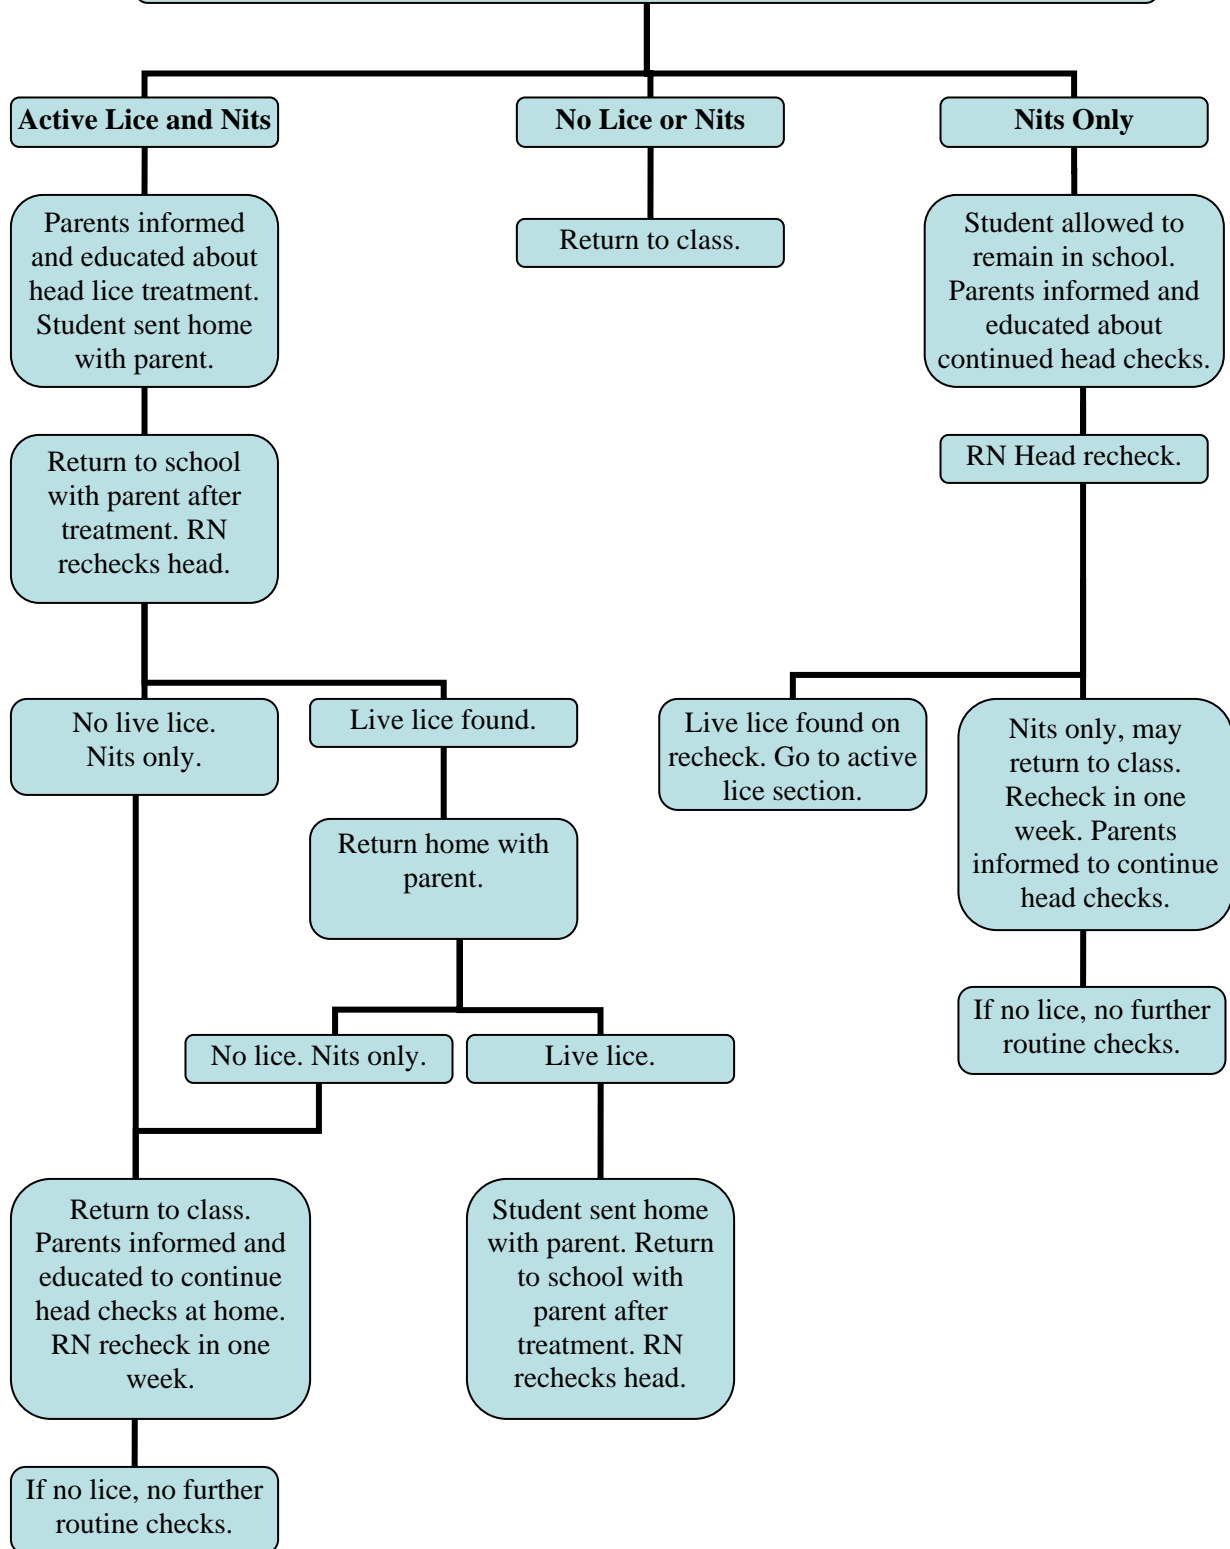 Active Lice and Nits
No Lice or Nits
Nits Only
Parents informed
and educated about
head lice treatment.
Student sent home
with parent.
Return to class.
Student allowed to
remain in school.
Parents informed and
educated about
continued head checks.
Return to school
with parent after
treatment. RN
rechecks head.
RN Head recheck.
No live lice.
Nits only.
Live lice found.
Live lice found on
recheck. Go to active
lice section.
Nits only, may
return to class.
Recheck in one
week. Parents
informed to continue
head checks.
Return home with
parent.
If no lice, no further
routine checks.
No lice. Nits only.
Live lice.
Return to class.
Parents informed and
educated to continue
head checks at home.
RN recheck in one
week.
Student sent home
with parent. Return
to school with
parent after
treatment. RN
rechecks head.
If no lice, no further
routine checks.